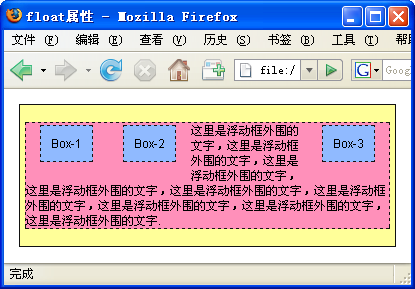 float属性 - Mozilla Firefox
文件(F) 编辑(E) 查看(V) 历史(S) 书签(B) 工具(T) 帮助
file:/ G Goog
Box-1 Box-2 这里是浮动框外围的 Box-3
文字，这里是浮动框
外围的文字，这里是
浮动框外围的文字，
这里是浮动框外围的文字，这里是浮动框外围的文字，这里是
浮动框外围的文字，这里是浮动框外围的文字，这里是浮动框
外围的文字，这里是浮动框外围的文字.
完成